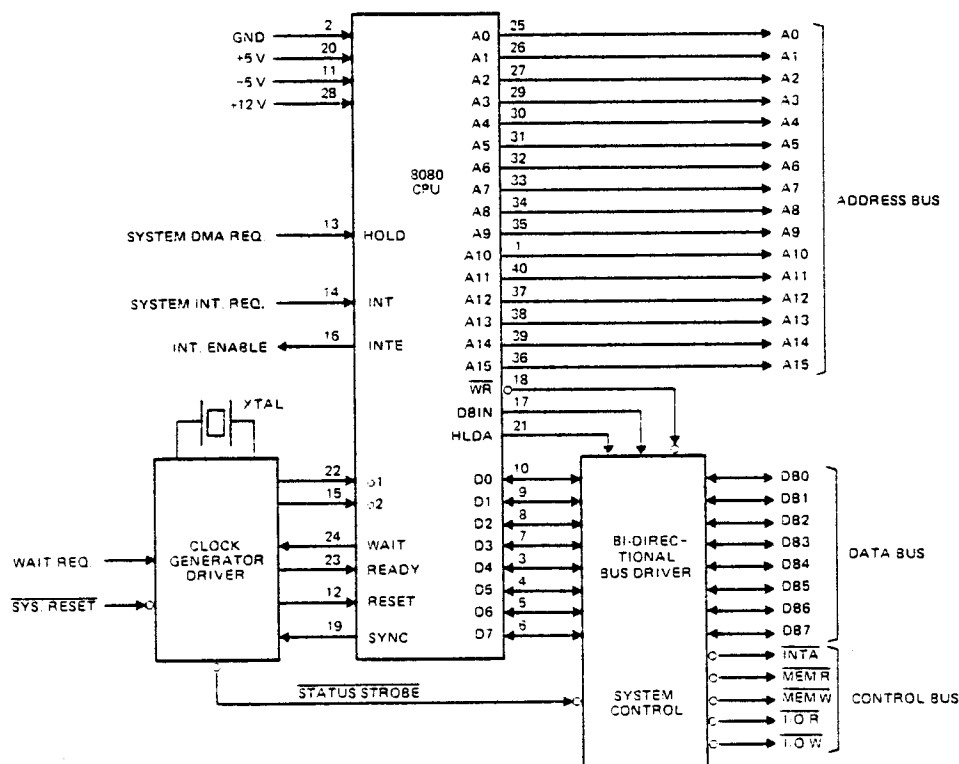 GND 2
+5 V 20
-5 V 11
+12 V 28
8080
CPU
A0 25 A0
A1 26 A1
A2 27 A2
A3 29 A3
A4 30 A4
A5 31 A5
A6 32 A6
A7 33 A7
A8 34 A8
A9 35 A9
A10 1 A10
A11 40 A11
A12 37 A12
A13 38 A13
A14 39 A14
A15 36 A15
ADDRESS BUS
SYSTEM DMA REQ. 13 HOLD
SYSTEM INT. REQ. 14 INT
INT. ENABLE 16 INTE
WR 18
DBIN 17
HLDA 21
XTAL
CLOCK
GENERATOR
DRIVER
WAIT REQ.
SYS. RESET
22 ϕ1
15 ϕ2
24 WAIT
23 READY
12 RESET
19 SYNC
STATUS STROBE
D0 10
D1 9
D2 8
D3 7
D4 3
D5 4
D6 5
D7 6
BI-DIREC-
TIONAL
BUS DRIVER
SYSTEM
CONTROL
DB0
DB1
DB2
DB3
DB4
DB5
DB6
DB7
DATA BUS
INTA
MEM R
MEM W
I/O R
I/O W
CONTROL BUS